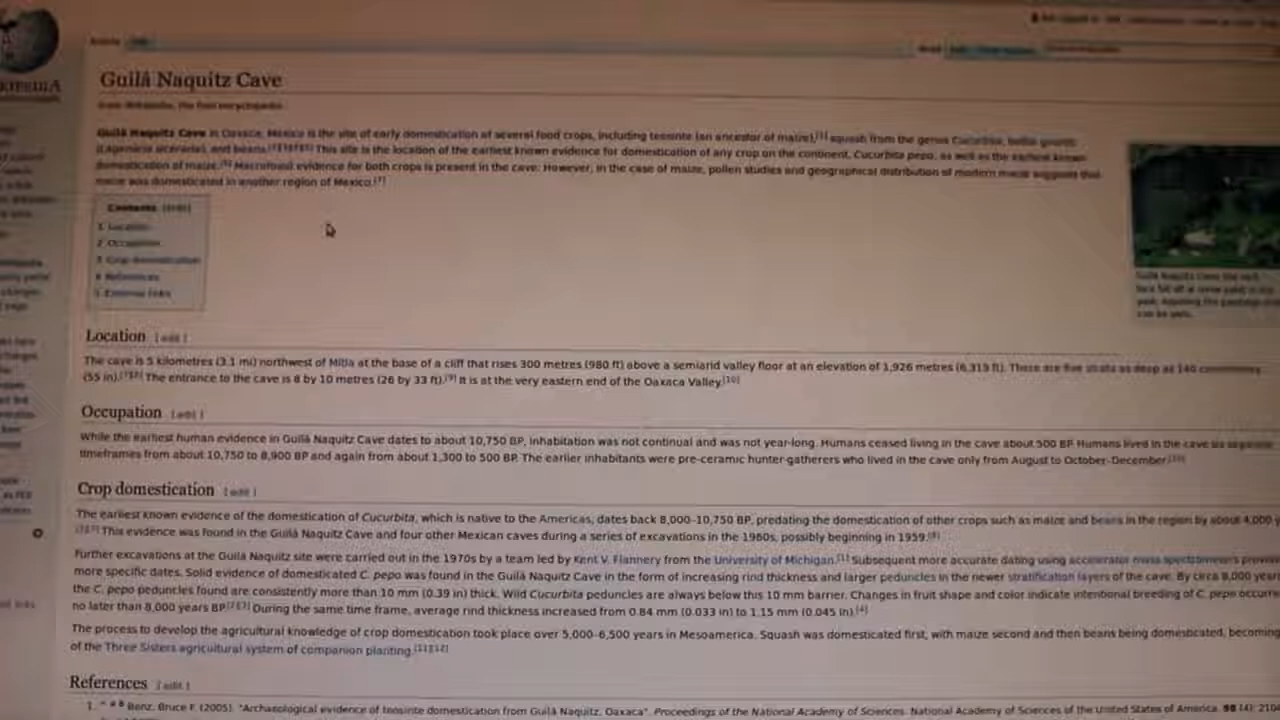 Guilá Naquitz Cave
From Wikipedia, the free encyclopedia
Guilá Naquitz Cave in Oaxaca, Mexico is the site of early domestication of several food crops, including teosinte (an ancestor of maize),[1] squash from the genus Cucurbita, bottle gourds
(Lagenaria siceraria), and beans. This site is the location of the earliest known evidence for domestication of any crop on the continent, Cucurbita pepo, as well as the earliest known
domestication of maize. Macrofossil evidence for both crops is present in the cave. However, in the case of maize, pollen studies and geographical distribution of modern maize suggests that
maize was domesticated in another region of Mexico.
Contents [hide]
1 Location
2 Occupation
3 Crop domestication
4 References
5 External links
Location [ edit ]
The cave is 5 kilometres (3.1 mi) northwest of Mitla at the base of a cliff that rises 300 metres (980 ft) above a semiarid valley floor at an elevation of 1,926 metres (6,319 ft). There are five strata as deep as 140 centimetres
(55 in). The entrance to the cave is 8 by 10 metres (26 by 33 ft).[9] It is at the very eastern end of the Oaxaca Valley.[10]
Occupation [ edit ]
While the earliest human evidence in Guilá Naquitz Cave dates to about 10,750 BP, inhabitation was not continual and was not year-long. Humans ceased living in the cave about 500 BP. Humans lived in the cave six separate
timeframes from about 10,750 to 8,900 BP and again from about 1,300 to 500 BP. The earlier inhabitants were pre-ceramic hunter-gatherers who lived in the cave only from August to October–December.
Crop domestication [ edit ]
The earliest known evidence of the domestication of Cucurbita, which is native to the Americas, dates back 8,000–10,750 BP, predating the domestication of other crops such as maize and beans in the region by about 4,000
This evidence was found in the Guilá Naquitz Cave and four other Mexican caves during a series of excavations in the 1960s, possibly beginning in 1959.
Further excavations at the Guilá Naquitz site were carried out in the 1970s by a team led by Kent V. Flannery from the University of Michigan.[1] Subsequent more accurate dating using accelerator mass spectrometers
more specific dates. Solid evidence of domesticated C. pepo was found in the Guilá Naquitz Cave in the form of increasing rind thickness and larger peduncles in the newer stratification layers of the cave. By circa 8,000 years
the C. pepo peduncles found are consistently more than 10 mm (0.39 in) thick. Wild Cucurbita peduncles are always below this 10 mm barrier. Changes in fruit shape and color indicate intentional breeding of C. pepo
no later than 8,000 years BP. During the same time frame, average rind thickness increased from 0.84 mm (0.033 in) to 1.15 mm (0.045 in).[4]
The process to develop the agricultural knowledge of crop domestication took place over 5,000–6,500 years in Mesoamerica. Squash was domesticated first, with maize second and then beans being domesticated, becoming
of the Three Sisters agricultural system of companion planting.[11][12]
References [ edit ]
1. ^ a b Benz, Bruce F. (2005). "Archaeological evidence of teosinte domestication from Guilá Naquitz, Oaxaca". Proceedings of the National Academy of Sciences. National Academy of Sciences of the United States of America. 98 (4):